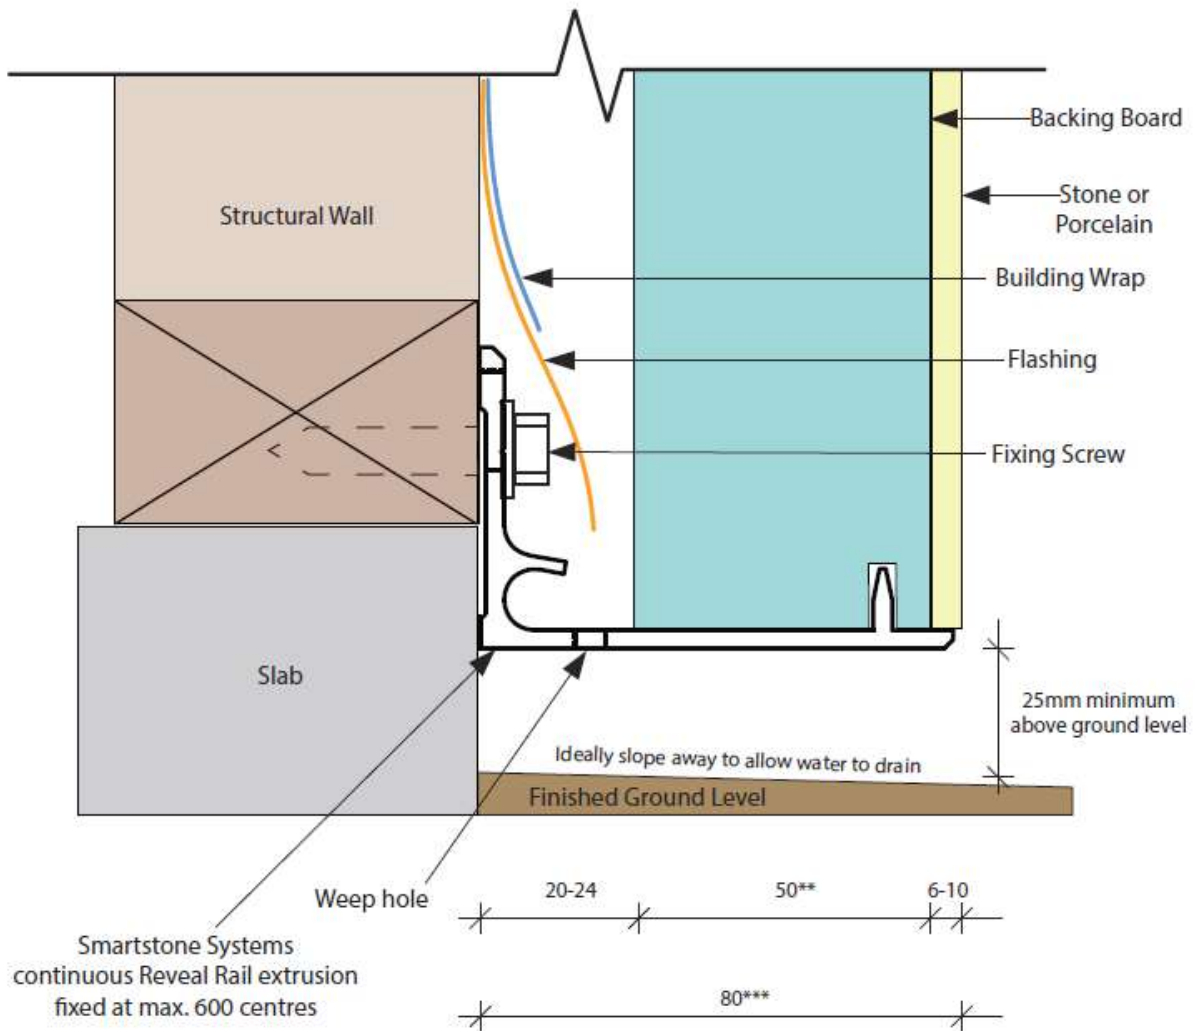 Backing Board
Structural Wall
Stone or
Porcelain
Building Wrap
Flashing
Fixing Screw
Slab
25mm minimum
above ground level
Ideally slope away to allow water to drain
Finished Ground Level
Weep hole
20-24
50**
6-10
Smartstone Systems
continuous Reveal Rail extrusion
fixed at max. 600 centres
80***